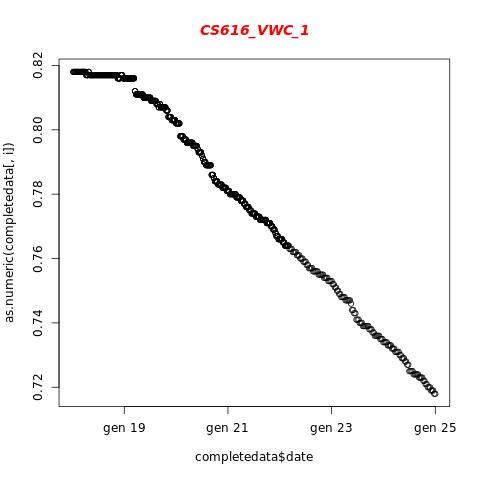 CS616_VWC_1
as.numeric(completedata[, i])
0.82
0.80
0.78
0.76
0.74
0.72
gen 19 gen 21 gen 23 gen 25
completedata$date